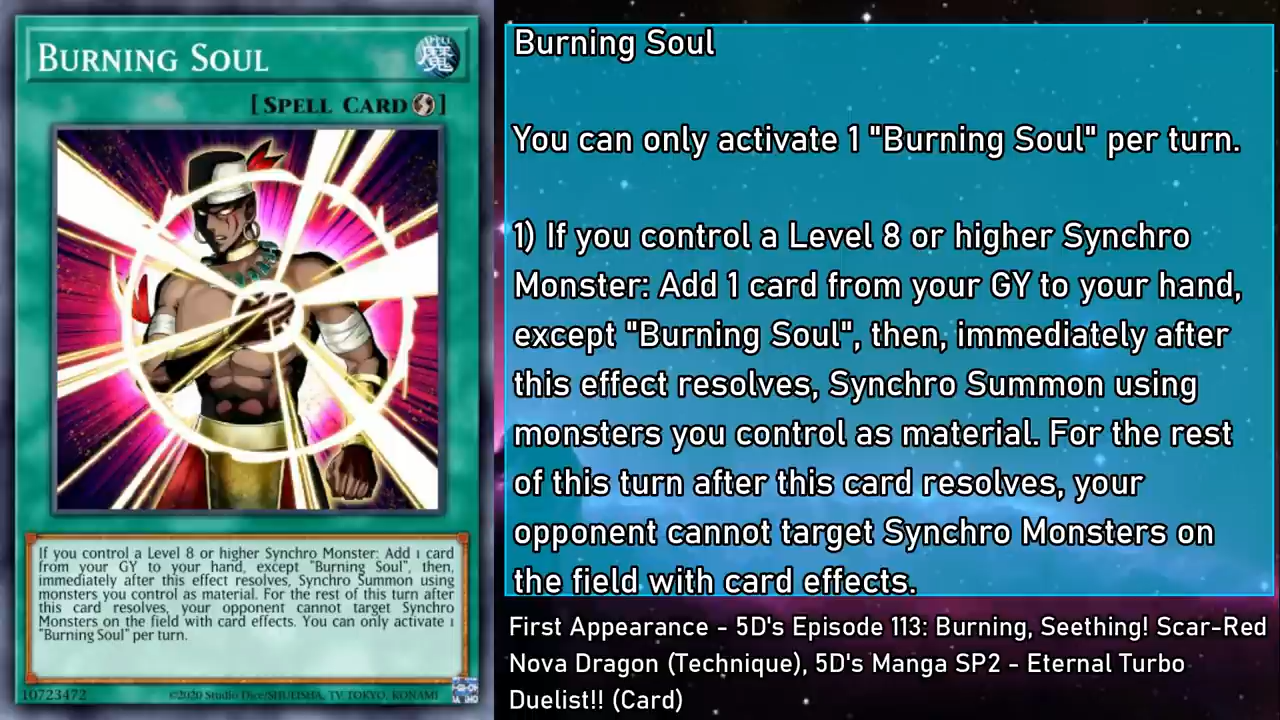 BURNING SOUL
魔
[SPELL CARD]
If you control a Level 8 or higher Synchro Monster: Add 1 card
from your GY to your hand, except "Burning Soul", then,
immediately after this effect resolves, Synchro Summon using
monsters you control as material. For the rest of this turn after
this card resolves, your opponent cannot target Synchro
Monsters on the field with card effects. You can only activate 1
"Burning Soul" per turn.
10723472
©2020 Studio Dice/SHUEISHA, TV TOKYO, KONAMI
Burning Soul
You can only activate 1 "Burning Soul" per turn.
1) If you control a Level 8 or higher Synchro
Monster: Add 1 card from your GY to your hand,
except "Burning Soul", then, immediately after
this effect resolves, Synchro Summon using
monsters you control as material. For the rest
of this turn after this card resolves, your
opponent cannot target Synchro Monsters on
the field with card effects.
First Appearance - 5D's Episode 113: Burning, Seething! Scar-Red
Nova Dragon (Technique), 5D's Manga SP2 - Eternal Turbo
Duelist!! (Card)